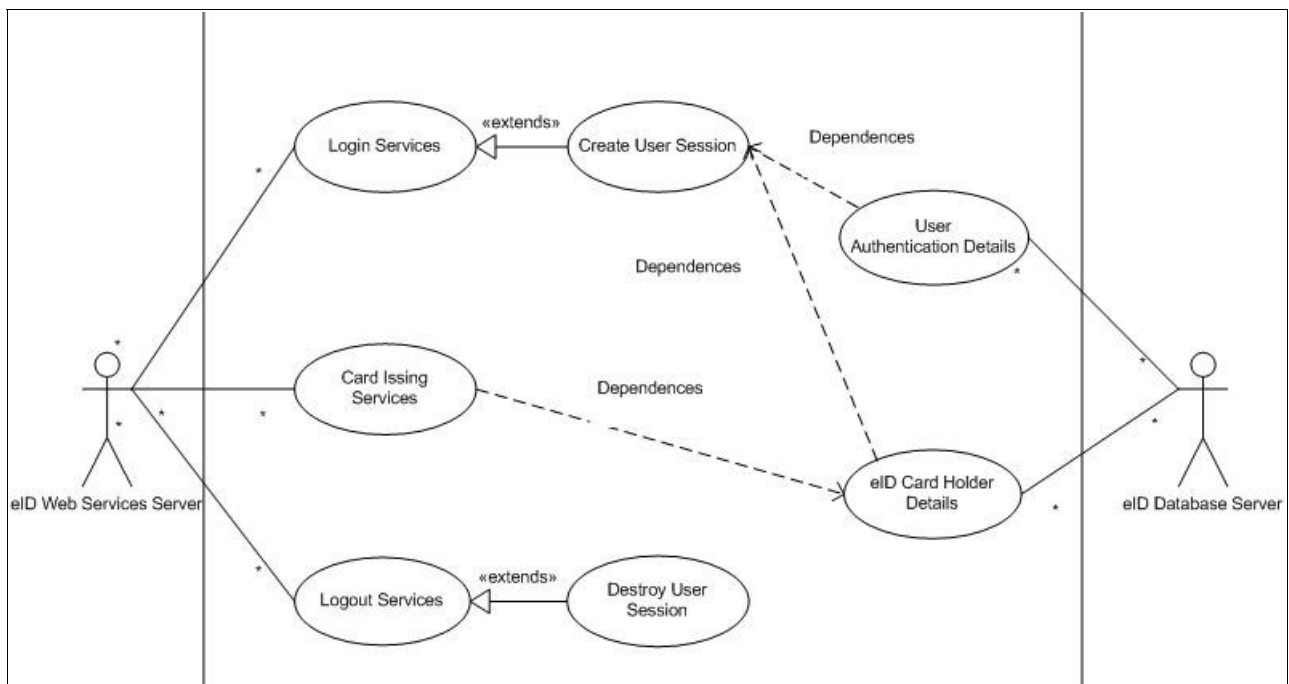 «extends»
Login Services
Create User Session
Dependences
*
User
Authentication Details
*
Dependences
*
Card Issing
Services
Dependences
*
*
*
*
*
*
eID Card Holder
Details
*
eID Web Services Server
eID Database Server
*
«extends»
Logout Services
Destroy User
Session